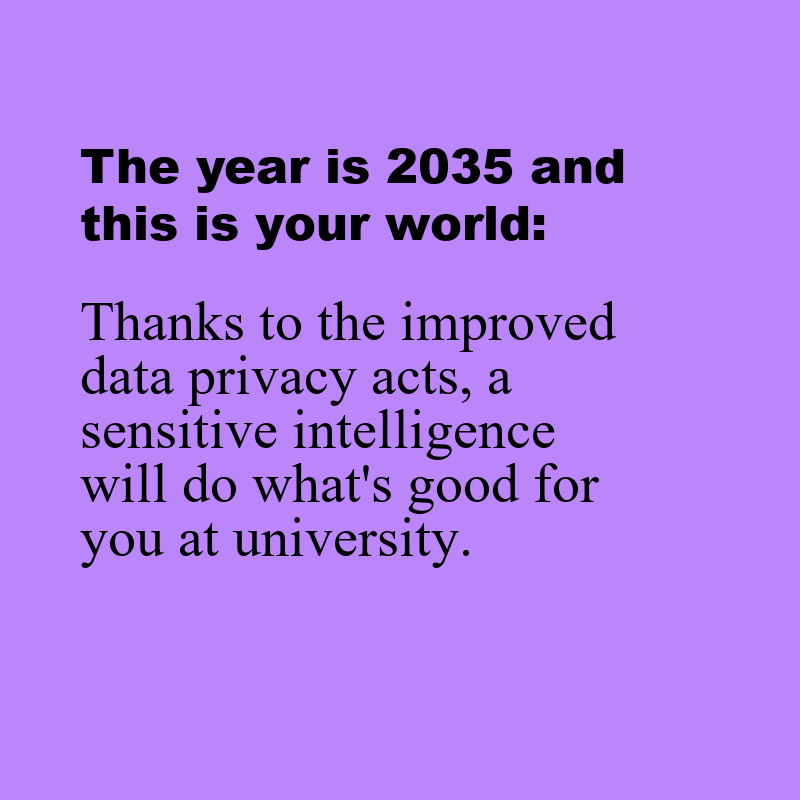 The year is 2035 and
this is your world:
Thanks to the improved
data privacy acts, a
sensitive intelligence
will do what's good for
you at university.